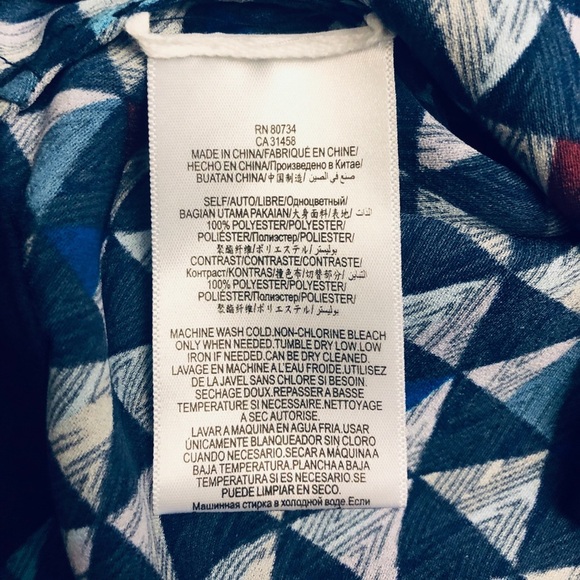 RN 80734
CA 31458
MADE IN CHINA/FABRIQUÉ EN CHINE/
HECHO EN CHINA/Произведено в Китае/
BUATAN CHINA/中国制造/ صنع في الصين/
SELF/AUTO/LIBRE/Одноцветный/
BAGIAN UTAMA PAKAIAN/大身面料/表地/ الذات/
100% POLYESTER/POLYESTER/
POLIÉSTER/Полиэстер/POLIESTER/
聚酯纤维/ポリエステル/بوليستر/
CONTRAST/CONTRASTE/CONTRASTE/
Контраст/KONTRAS/撞色布/切替部分/ التباين/
100% POLYESTER/POLYESTER/
POLIÉSTER/Полиэстер/POLIESTER/
聚酯纤维/ポリエステル/بوليستر/
MACHINE WASH COLD.NON-CHLORINE BLEACH
ONLY WHEN NEEDED.TUMBLE DRY LOW.LOW
IRON IF NEEDED.CAN BE DRY CLEANED.
LAVAGE EN MACHINE A L'EAU FROIDE.UTILISEZ
DE LA JAVEL SANS CHLORE SI BESOIN.
SECHAGE DOUX.REPASSER A BASSE
TEMPERATURE SI NECESSAIRE.NETTOYAGE
A SEC AUTORISE.
LAVAR A MAQUINA EN AGUA FRIA.USAR
ÚNICAMENTE BLANQUEADOR SIN CLORO
CUANDO NECESARIO.SECAR A MAQUINA A
BAJA TEMPERATURA.PLANCHA A BAJA
TEMPERATURA SI ES NECESARIO.SE
PUEDE LIMPIAR EN SECO.
Машинная стирка в холодной воде.Если